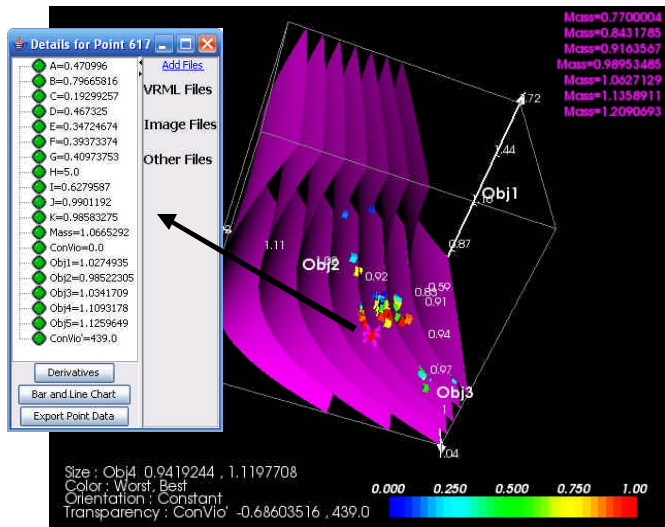 Details for Point 617
A=0.470996
B=0.79665816
C=0.19299257
D=0.467325
E=0.34724674
F=0.39373374
G=0.40973753
H=5.0
I=0.6279587
J=0.9901192
K=0.98583275
Mass=1.0665292
ConVio=0.0
Obj1=1.0274935
Obj2=0.98522305
Obj3=1.0341709
Obj4=1.1093178
Obj5=1.1259649
ConVio'=439.0
Derivatives
Bar and Line Chart
Export Point Data
Add Files
VRML Files
Image Files
Other Files
Mass=0.7700004
Mass=0.8431785
Mass=0.9163567
Mass=0.98953485
Mass=1.0627129
Mass=1.1358911
Mass=1.2090693
1.72
1.44
Obj1
0.87
1.11
Obj2
0.92
0.83
0.59
0.91
0.94
0.97
Obj3
1
1.04
Size : Obj4 0.9419244 , 1.1197708
Color : Worst, Best
Orientation : Constant
Transparency : ConVio' -0.68603516 , 439.0
0.000 0.250 0.500 0.750 1.00